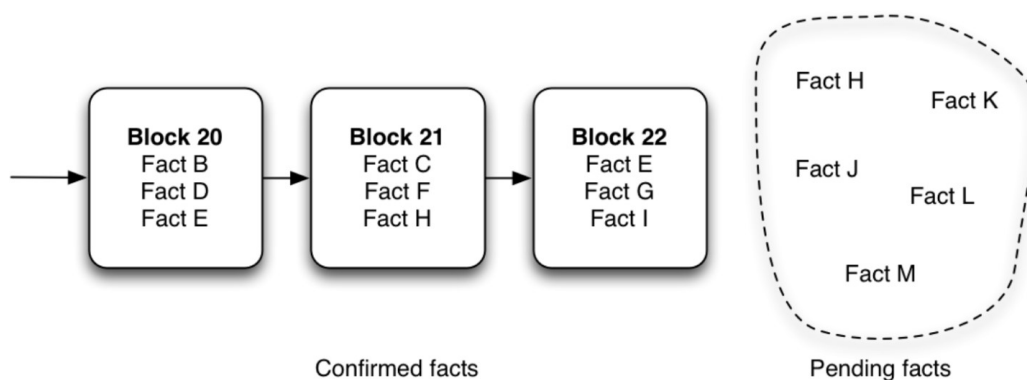 Block 20
Fact B
Fact D
Fact E
Block 21
Fact C
Fact F
Fact H
Block 22
Fact E
Fact G
Fact I
Fact H
Fact K
Fact J
Fact L
Fact M
Confirmed facts
Pending facts